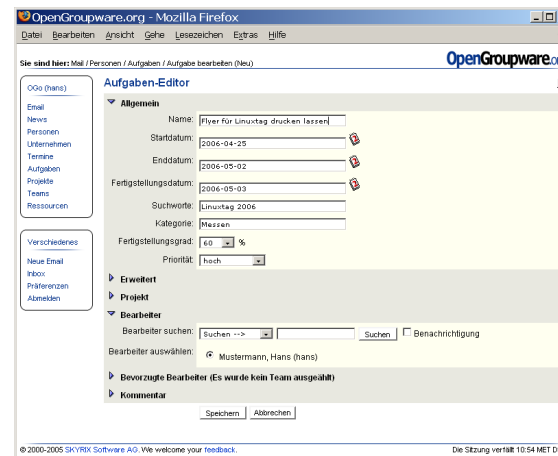 OpenGroupware.org - Mozilla Firefox
Datei Bearbeiten Ansicht Gehe Lesezeichen Extras Hilfe
Sie sind hier: Mail / Personen / Aufgaben / Aufgabe bearbeiten (Neu)
OpenGroupware.o
OGo (hans)
Email
News
Personen
Unternehmen
Termine
Aufgaben
Projekte
Teams
Ressourcen
Verschiedenes
Neue Email
Inbox
Präferenzen
Abmelden
Aufgaben-Editor
Allgemein
Name: Flyer für Linuxtag drucken lassen
Startdatum: 2006-04-25
Enddatum: 2006-05-02
Fertigstellungsdatum: 2006-05-03
Suchworte: Linuxtag 2006
Kategorie: Messen
Fertigstellungsgrad: 60 %
Priorität: hoch
Erweitert
Projekt
Bearbeiter
Bearbeiter suchen: Suchen --> Suchen Benachrichtigung
Bearbeiter auswählen: Mustermann, Hans (hans)
Bevorzugte Bearbeiter (Es wurde kein Team ausgeählt)
Kommentar
Speichern Abbrechen
© 2000-2005 SKYRIX Software AG. We welcome your feedback.
Die Sitzung verfällt 10:54 MET D